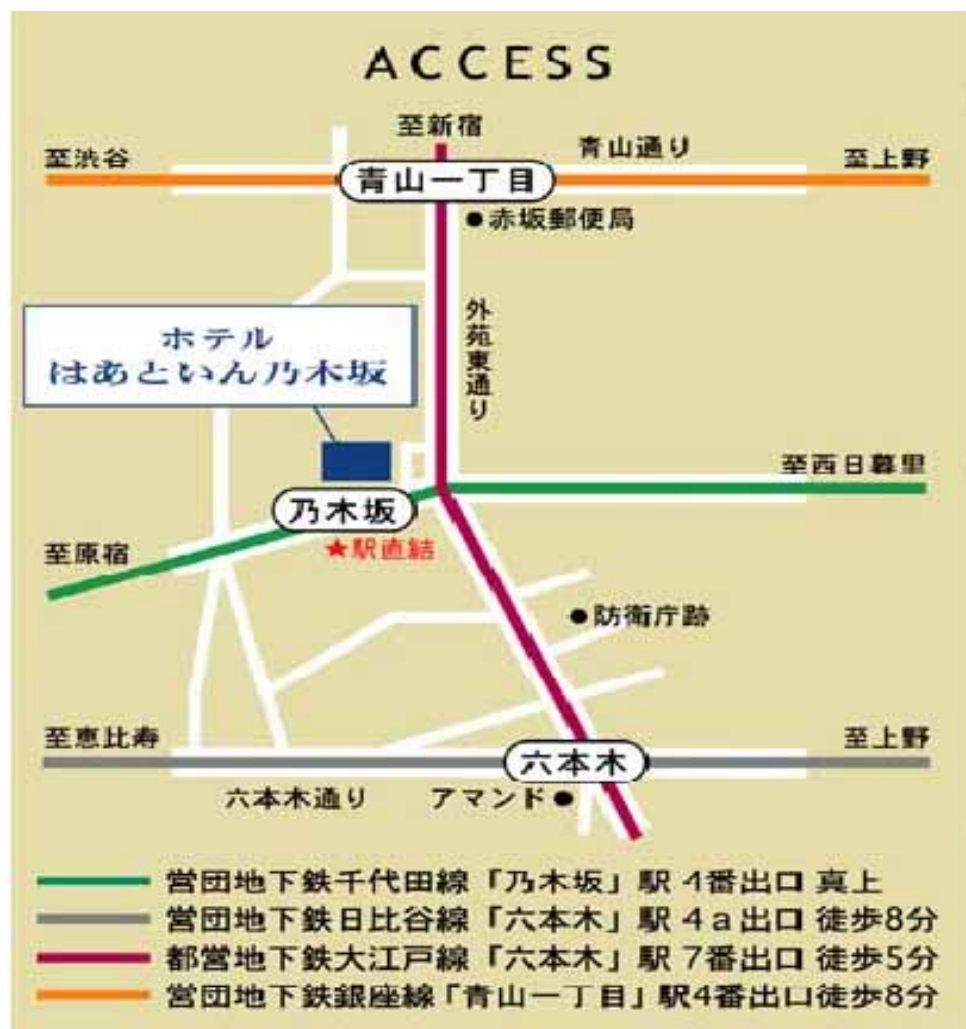 ACCESS
至新宿
青山通り
至渋谷
至上野
青山一丁目
●赤坂郵便局
外苑東通り
ホテル
はあといん乃木坂
至西日暮里
乃木坂
★駅直結
至原宿
●防衛庁跡
至恵比寿
至上野
六本木
六本木通り
アマンド●
営団地下鉄千代田線「乃木坂」駅 4番出口 真上
営団地下鉄日比谷線「六本木」駅 4a出口 徒歩8分
都営地下鉄大江戸線「六本木」駅 7番出口 徒歩5分
営団地下鉄銀座線「青山一丁目」駅4番出口徒歩8分